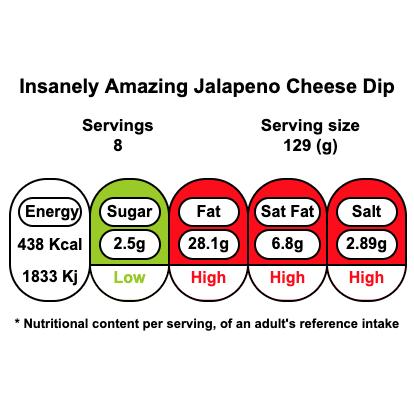 Insanely Amazing Jalapeno Cheese Dip
Servings Serving size
8 129 (g)
Energy Sugar Fat Sat Fat Salt
438 Kcal 2.5g 28.1g 6.8g 2.89g
1833 Kj Low High High High
* Nutritional content per serving, of an adult's reference intake